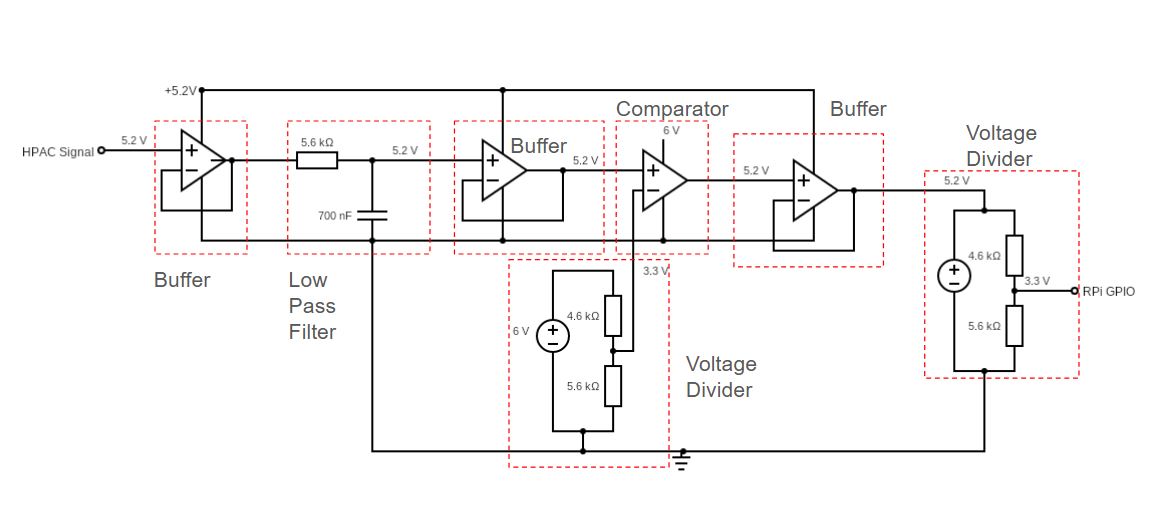 Comparator
Buffer
+5.2V
Voltage
Divider
HPAC Signal
5.2 V
5.6 kΩ
5.2 V
Buffer
5.2 V
6 V
5.2 V
5.2 V
700 nF
Buffer
Low
Pass
Filter
3.3 V
6 V
4.6 kΩ
5.6 kΩ
Voltage
Divider
4.6 kΩ
3.3 V
RPi GPIO
5.6 kΩ